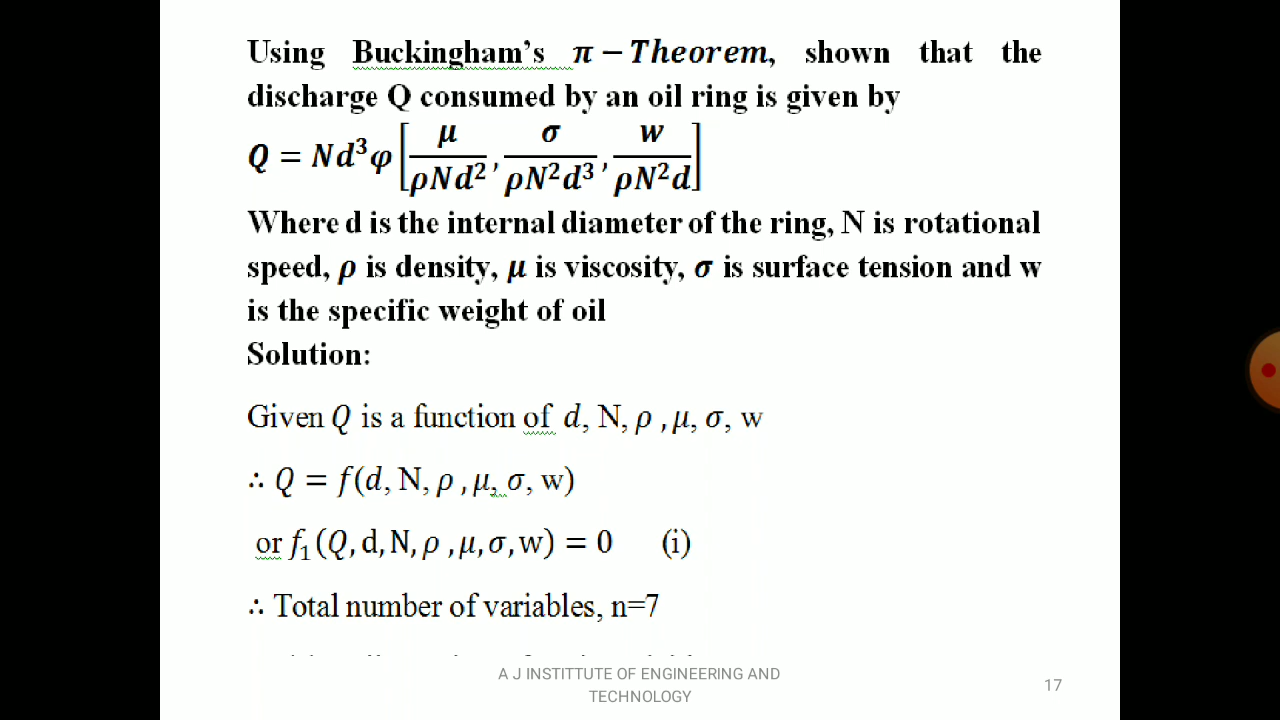 Using Buckingham's π − Theorem, shown that the
discharge Q consumed by an oil ring is given by
Q = Nd³φ [μ/ρNd², σ/ρN²d³, w/ρN²d]
Where d is the internal diameter of the ring, N is rotational
speed, ρ is density, μ is viscosity, σ is surface tension and w
is the specific weight of oil
Solution:
Given Q is a function of d, N, ρ , μ, σ, w
∴ Q = f(d, N, ρ , μ, σ, w)
or f₁(Q, d, N, ρ , μ, σ, w) = 0 (i)
∴ Total number of variables, n=7
A J INSTITTUTE OF ENGINEERING AND
TECHNOLOGY
17